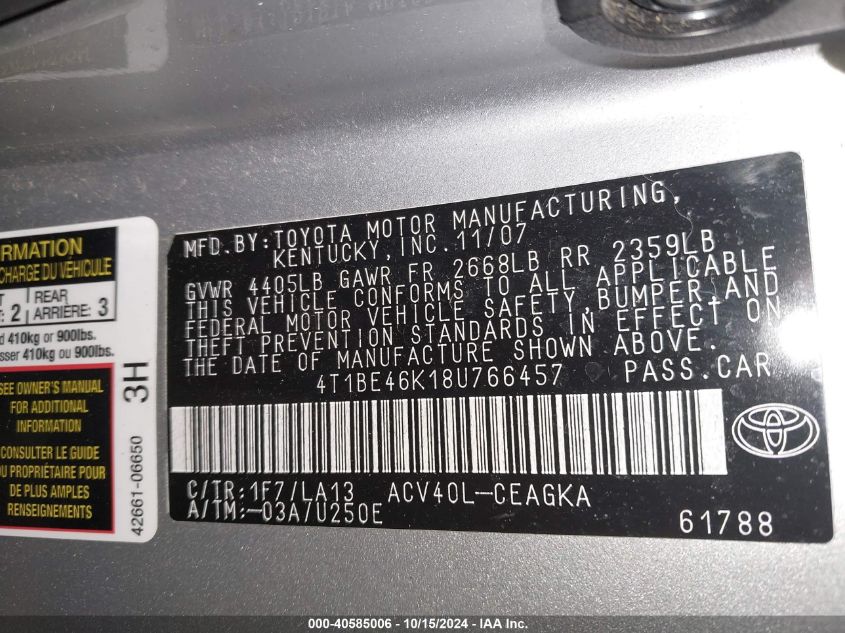 MFD. BY: TOYOTA MOTOR MANUFACTURING,
KENTUCKY, INC. 11/07
GVWR 4405LB GAWR FR 2668LB RR 2359LB
THIS VEHICLE CONFORMS TO ALL APPLICABLE
FEDERAL MOTOR VEHICLE SAFETY, BUMPER, AND
THEFT PREVENTION STANDARDS IN EFFECT ON
THE DATE OF MANUFACTURE SHOWN ABOVE.
4T1BE46K18U766457 PASS. CAR
C/TR: 1F7/LA13 ACV40L-CEAGKA
A/TM: -03A/U250E
61788
REAR
2 ARRIÈRE: 3
410kg or 900lbs.
410kg ou 900lbs.
SEE OWNER'S MANUAL
FOR ADDITIONAL
INFORMATION
CONSULTER LE GUIDE
DU PROPRIÉTAIRE POUR
DE PLUS AMPLES
RENSEIGNEMENTS
3H
42661-06650
000-40585006 - 10/15/2024 - IAA Inc.